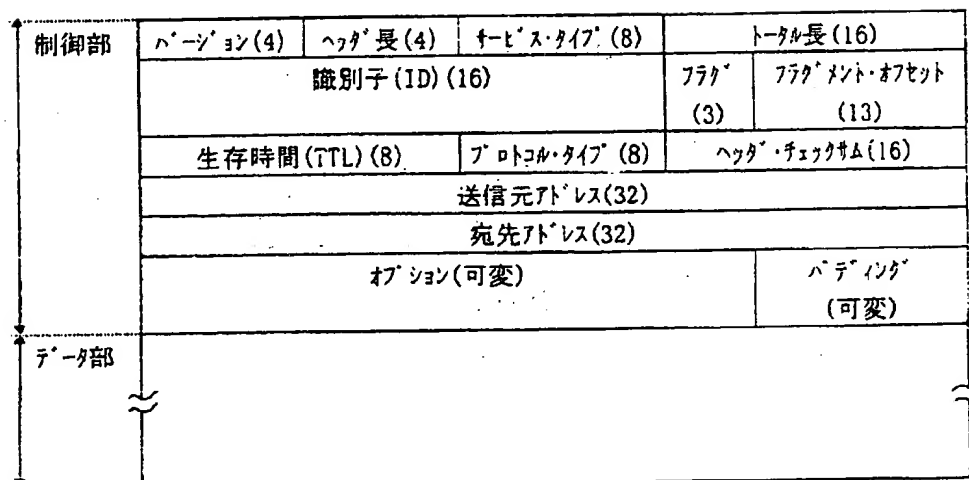 制御部 ﾊﾞｰｼﾞｮﾝ(4) ﾍｯﾀﾞ長(4) ｻｰﾋﾞｽ･ﾀｲﾌﾟ(8) ﾄｰﾀﾙ長(16)
識別子(ID)(16) ﾌﾗｸﾞ ﾌﾗｸﾞﾒﾝﾄ･ｵﾌｾｯﾄ
(3) (13)
生存時間(TTL)(8) ﾌﾟﾛﾄｺﾙ･ﾀｲﾌﾟ(8) ﾍｯﾀﾞ･ﾁｪｯｸｻﾑ(16)
送信元ｱﾄﾞﾚｽ(32)
宛先ｱﾄﾞﾚｽ(32)
ｵﾌﾟｼｮﾝ(可変) ﾊﾟﾃﾞｨﾝｸﾞ
(可変)
ﾃﾞｰﾀ部